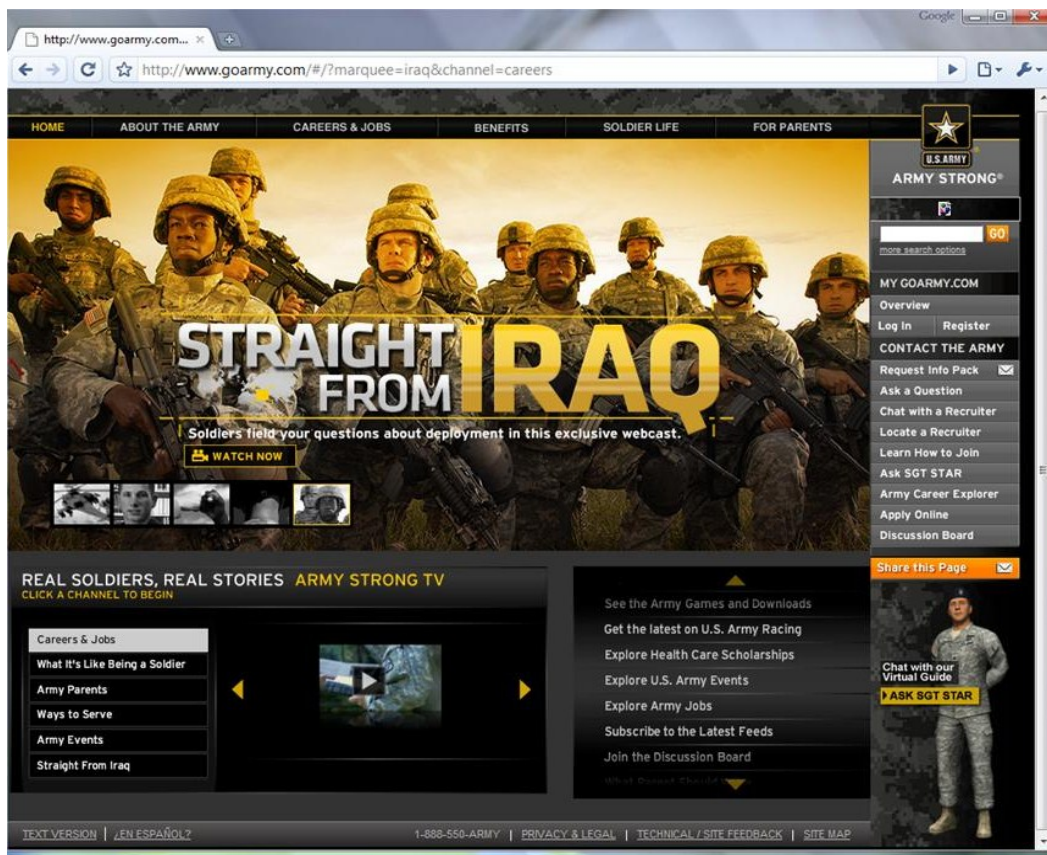 Google
http://www.goarmy.com...
http://www.goarmy.com/#/?marquee=iraq&channel=careers
HOME
ABOUT THE ARMY
CAREERS & JOBS
BENEFITS
SOLDIER LIFE
FOR PARENTS
U.S.ARMY
ARMY STRONG®
GO
more search options
MY GOARMY.COM
Overview
Log In
Register
CONTACT THE ARMY
Request Info Pack
Ask a Question
Chat with a Recruiter
Locate a Recruiter
Learn How to Join
Ask SGT STAR
Army Career Explorer
Apply Online
Discussion Board
Share this Page
Chat with our
Virtual Guide
ASK SGT STAR
STRAIGHT
FROM IRAQ
Soldiers field your questions about deployment in this exclusive webcast.
WATCH NOW
REAL SOLDIERS, REAL STORIES ARMY STRONG TV
CLICK A CHANNEL TO BEGIN
Careers & Jobs
What It's Like Being a Soldier
Army Parents
Ways to Serve
Army Events
Straight From Iraq
See the Army Games and Downloads
Get the latest on U.S. Army Racing
Explore Health Care Scholarships
Explore U.S. Army Events
Explore Army Jobs
Subscribe to the Latest Feeds
Join the Discussion Board
What Parent Should
TEXT VERSION | ¿EN ESPAÑOL?
1-888-550-ARMY | PRIVACY & LEGAL | TECHNICAL / SITE FEEDBACK | SITE MAP